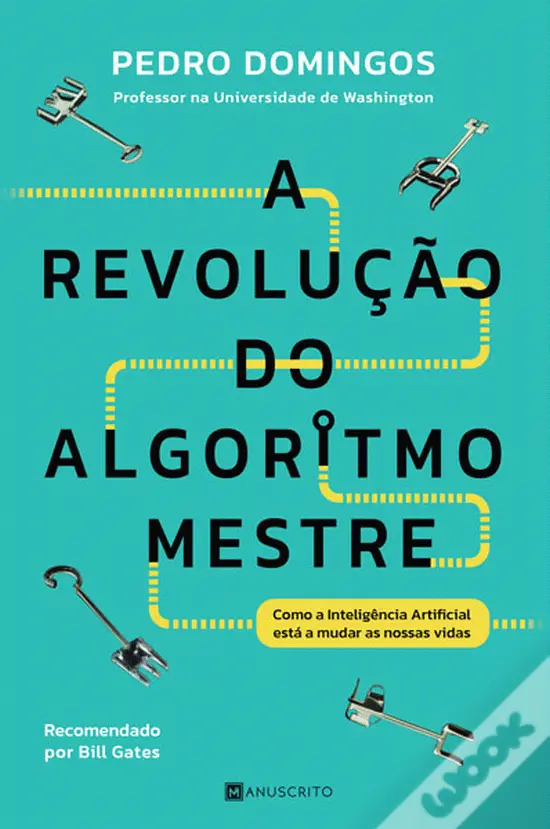 PEDRO DOMINGOS
Professor na Universidade de Washington
A
REVOLUÇÃO
DO
ALGORITMO
MESTRE
Como a Inteligência Artificial
está a mudar as nossas vidas
Recomendado
por Bill Gates
MANUSCRITO
wook